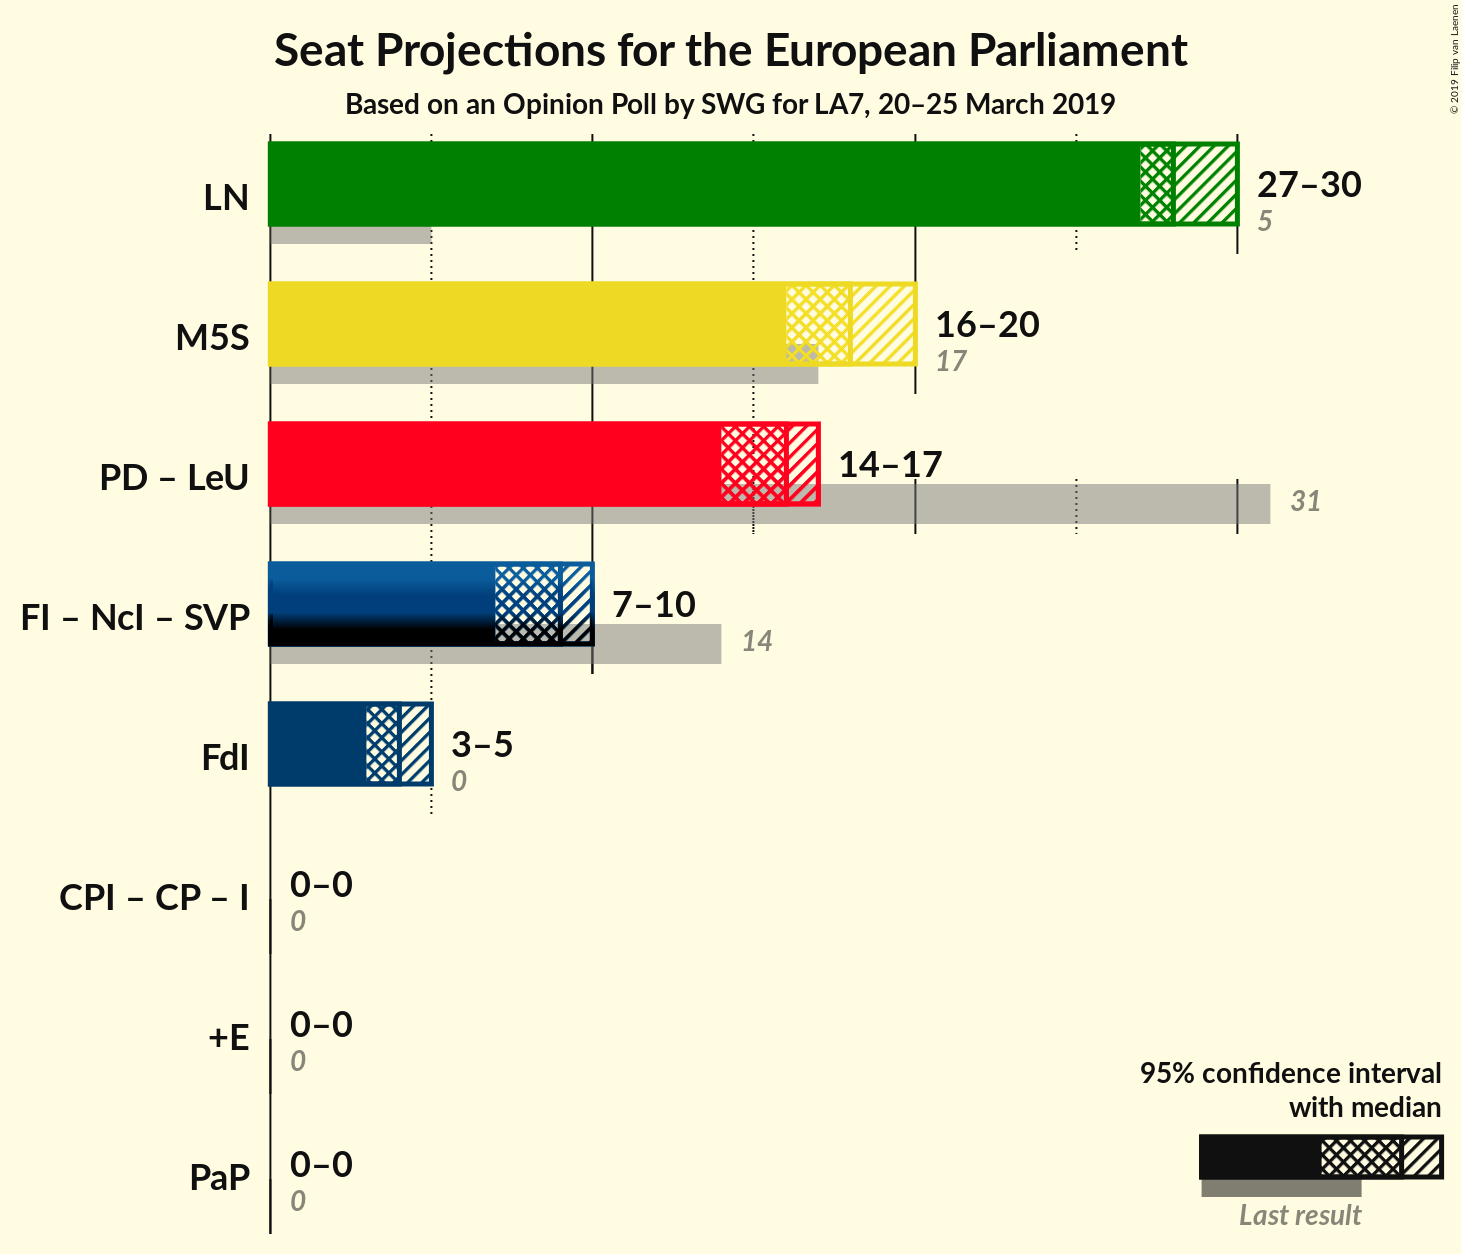 Seat Projections for the European Parliament
Based on an Opinion Poll by SWG for LA7, 20–25 March 2019
© 2019 Filip van Laenen
LN
27–30
5
M5S
16–20
17
PD – LeU
14–17
31
FI – NcI – SVP
7–10
14
FdI
3–5
0
CPI – CP – I
0–0
0
+E
0–0
0
PaP
0–0
0
95% confidence interval
with median
Last result